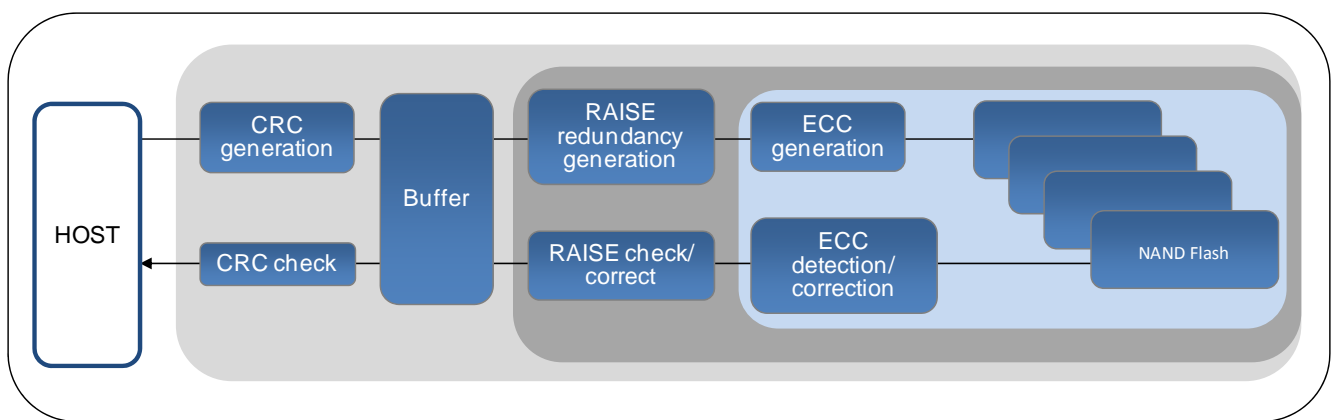 HOST
CRC
generation
CRC check
Buffer
RAISE
redundancy
generation
RAISE check/
correct
ECC
generation
ECC
detection/
correction
NAND Flash